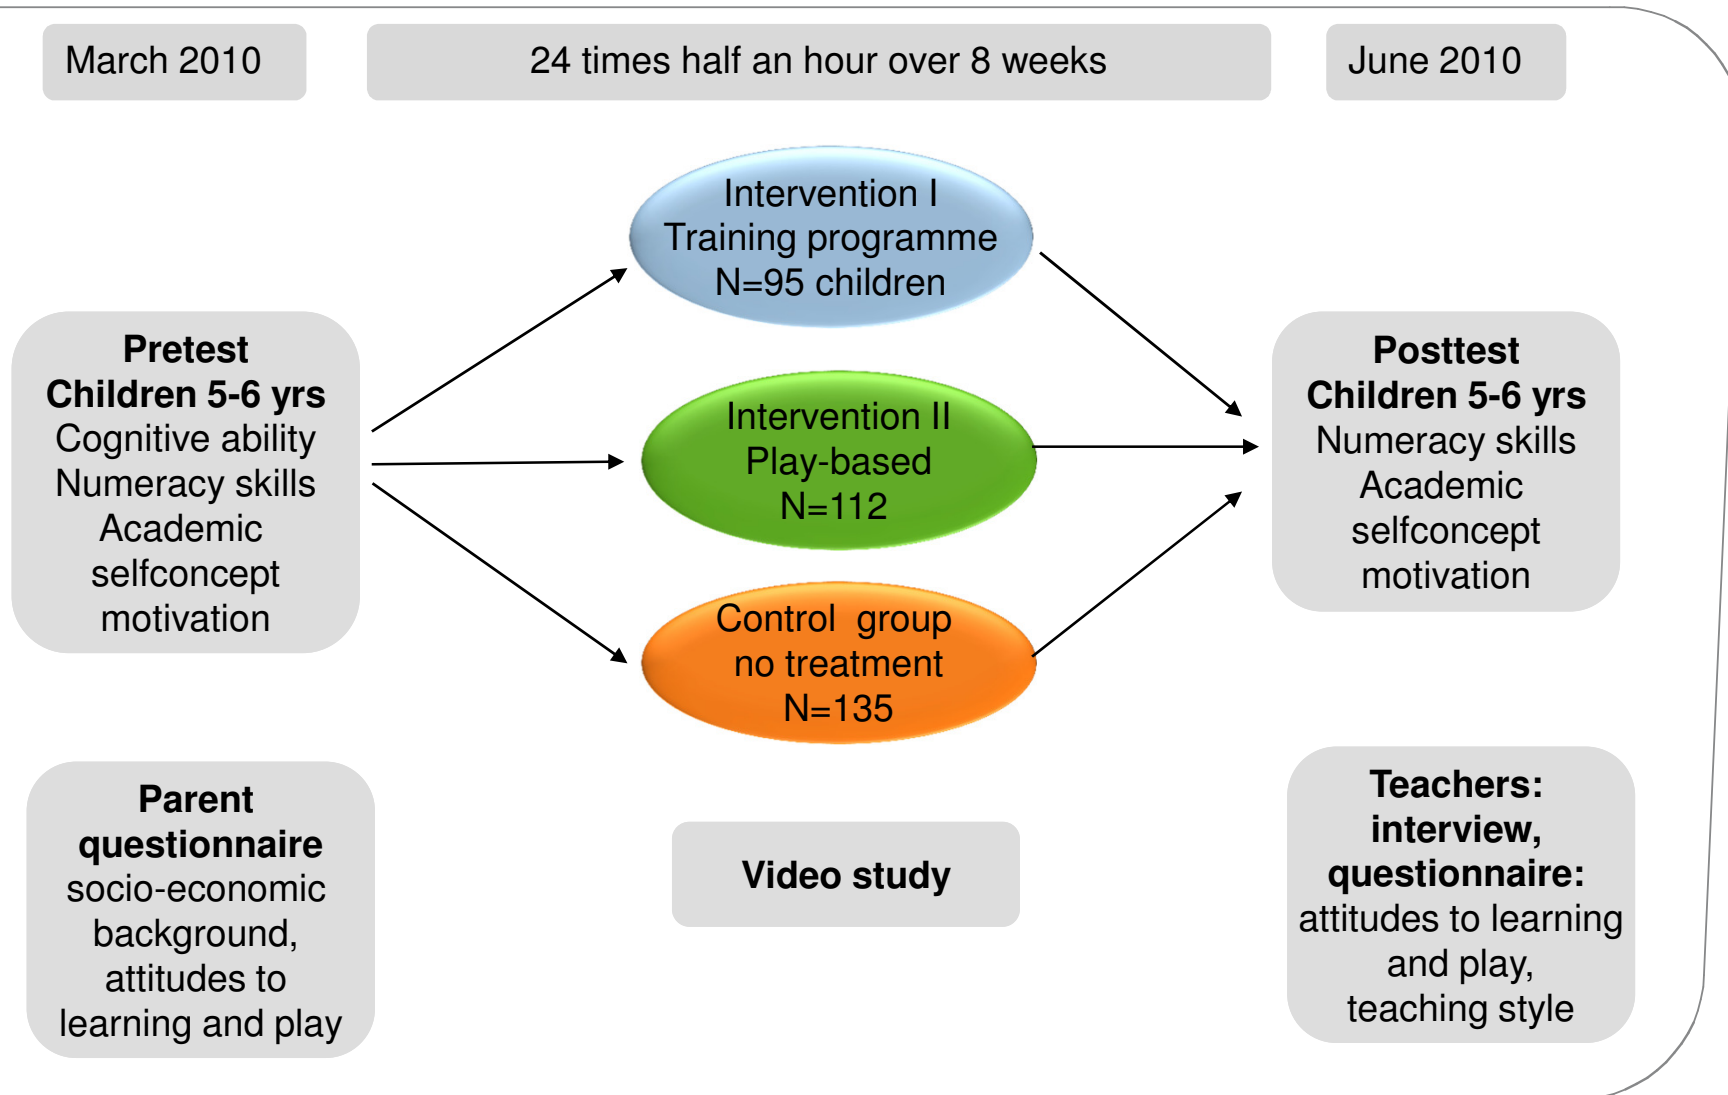 March 2010
24 times half an hour over 8 weeks
June 2010
Intervention I
Training programme
N=95 children
Pretest
Children 5-6 yrs
Cognitive ability
Numeracy skills
Academic
selfconcept
motivation
Intervention II
Play-based
N=112
Posttest
Children 5-6 yrs
Numeracy skills
Academic
selfconcept
motivation
Control group
no treatment
N=135
Parent
questionnaire
socio-economic
background,
attitudes to
learning and play
Video study
Teachers:
interview,
questionnaire:
attitudes to learning
and play,
teaching style